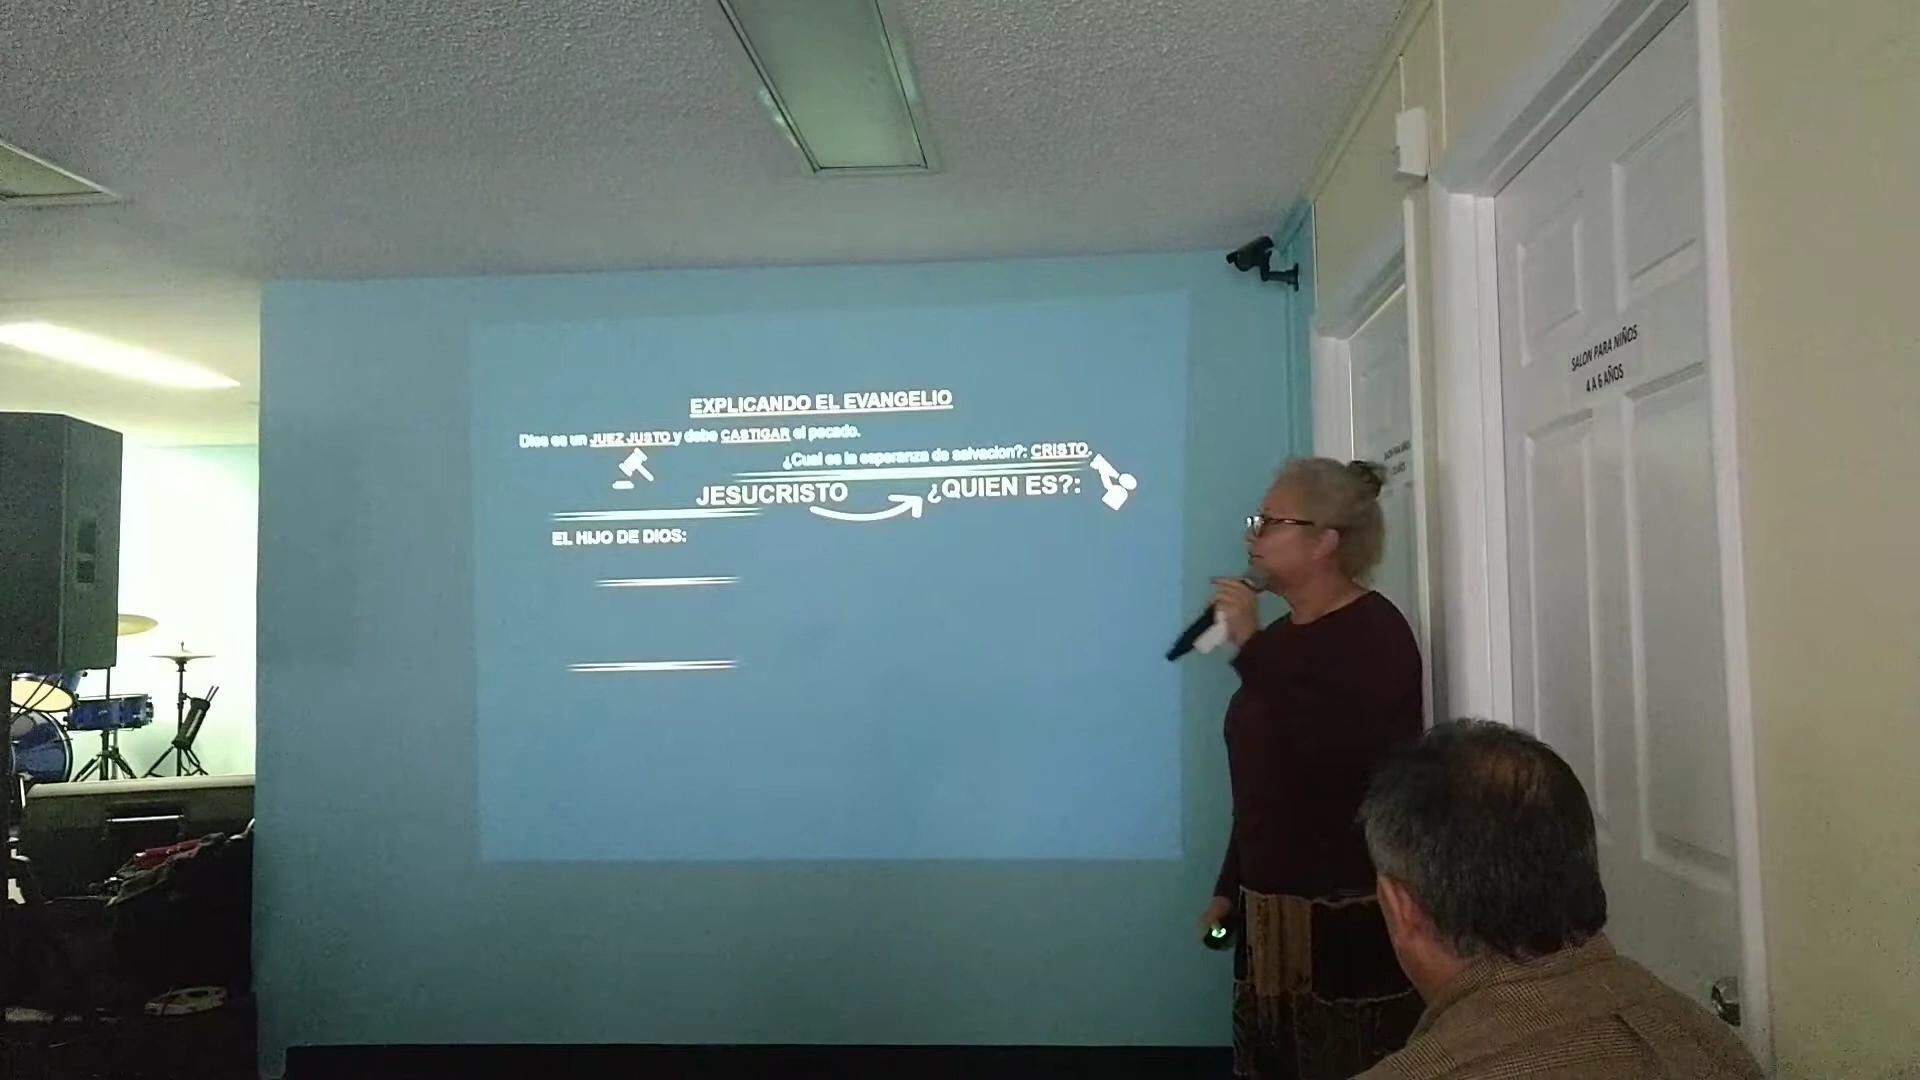 EXPLICANDO EL EVANGELIO
Dios es un JUEZ JUSTO y debe CASTIGAR el pecado.
¿Cual es la esperanza de salvacion?: CRISTO.
JESUCRISTO ¿QUIEN ES?:
EL HIJO DE DIOS:
SALON PARA NIÑOS
4 A 6 AÑOS